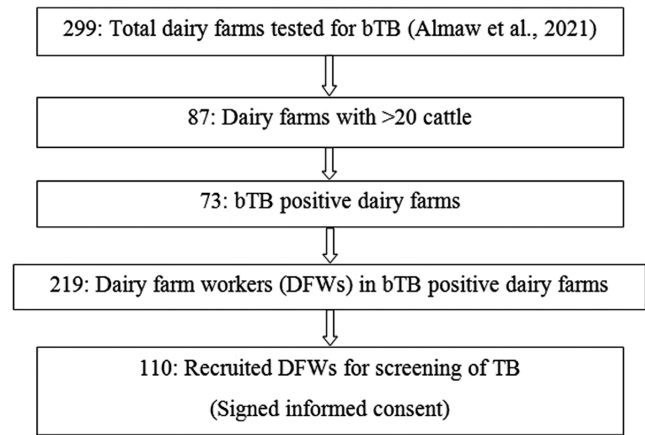 299: Total dairy farms tested for bTB (Almaw et al., 2021)
87: Dairy farms with >20 cattle
73: bTB positive dairy farms
219: Dairy farm workers (DFWs) in bTB positive dairy farms
110: Recruited DFWs for screening of TB
(Signed informed consent)